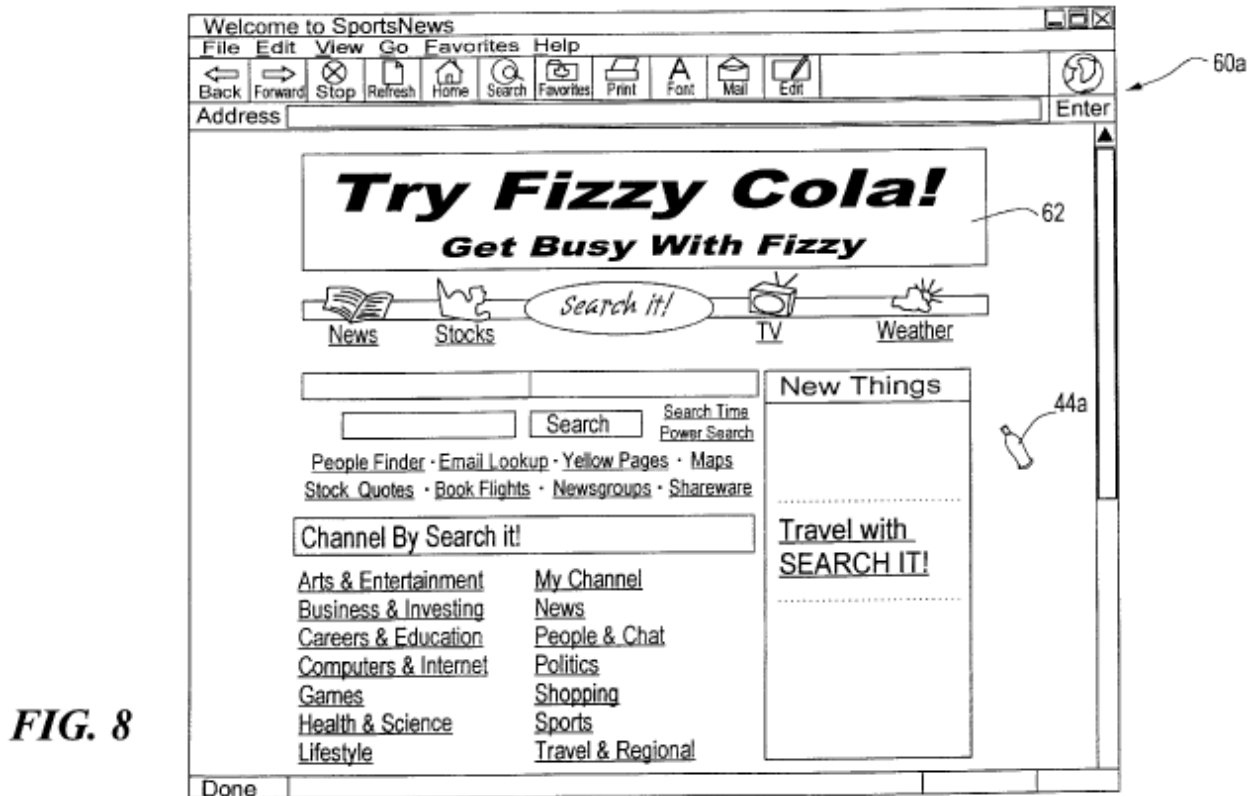 Welcome to SportsNews
File Edit View Go Favorites Help
Back Forward Stop Refresh Home Search Favorites Print Font Mail Edit
60a
Address Enter
Try Fizzy Cola!
62
Get Busy With Fizzy
Search it!
News Stocks TV Weather
New Things
44a
Search Search Time
Power Search
People Finder · Email Lookup · Yellow Pages · Maps
Stock Quotes · Book Flights · Newsgroups · Shareware
Travel with
SEARCH IT!
Channel By Search it!
Arts & Entertainment My Channel
Business & Investing News
Careers & Education People & Chat
Computers & Internet Politics
Games Shopping
Health & Science Sports
Lifestyle Travel & Regional
FIG. 8
Done